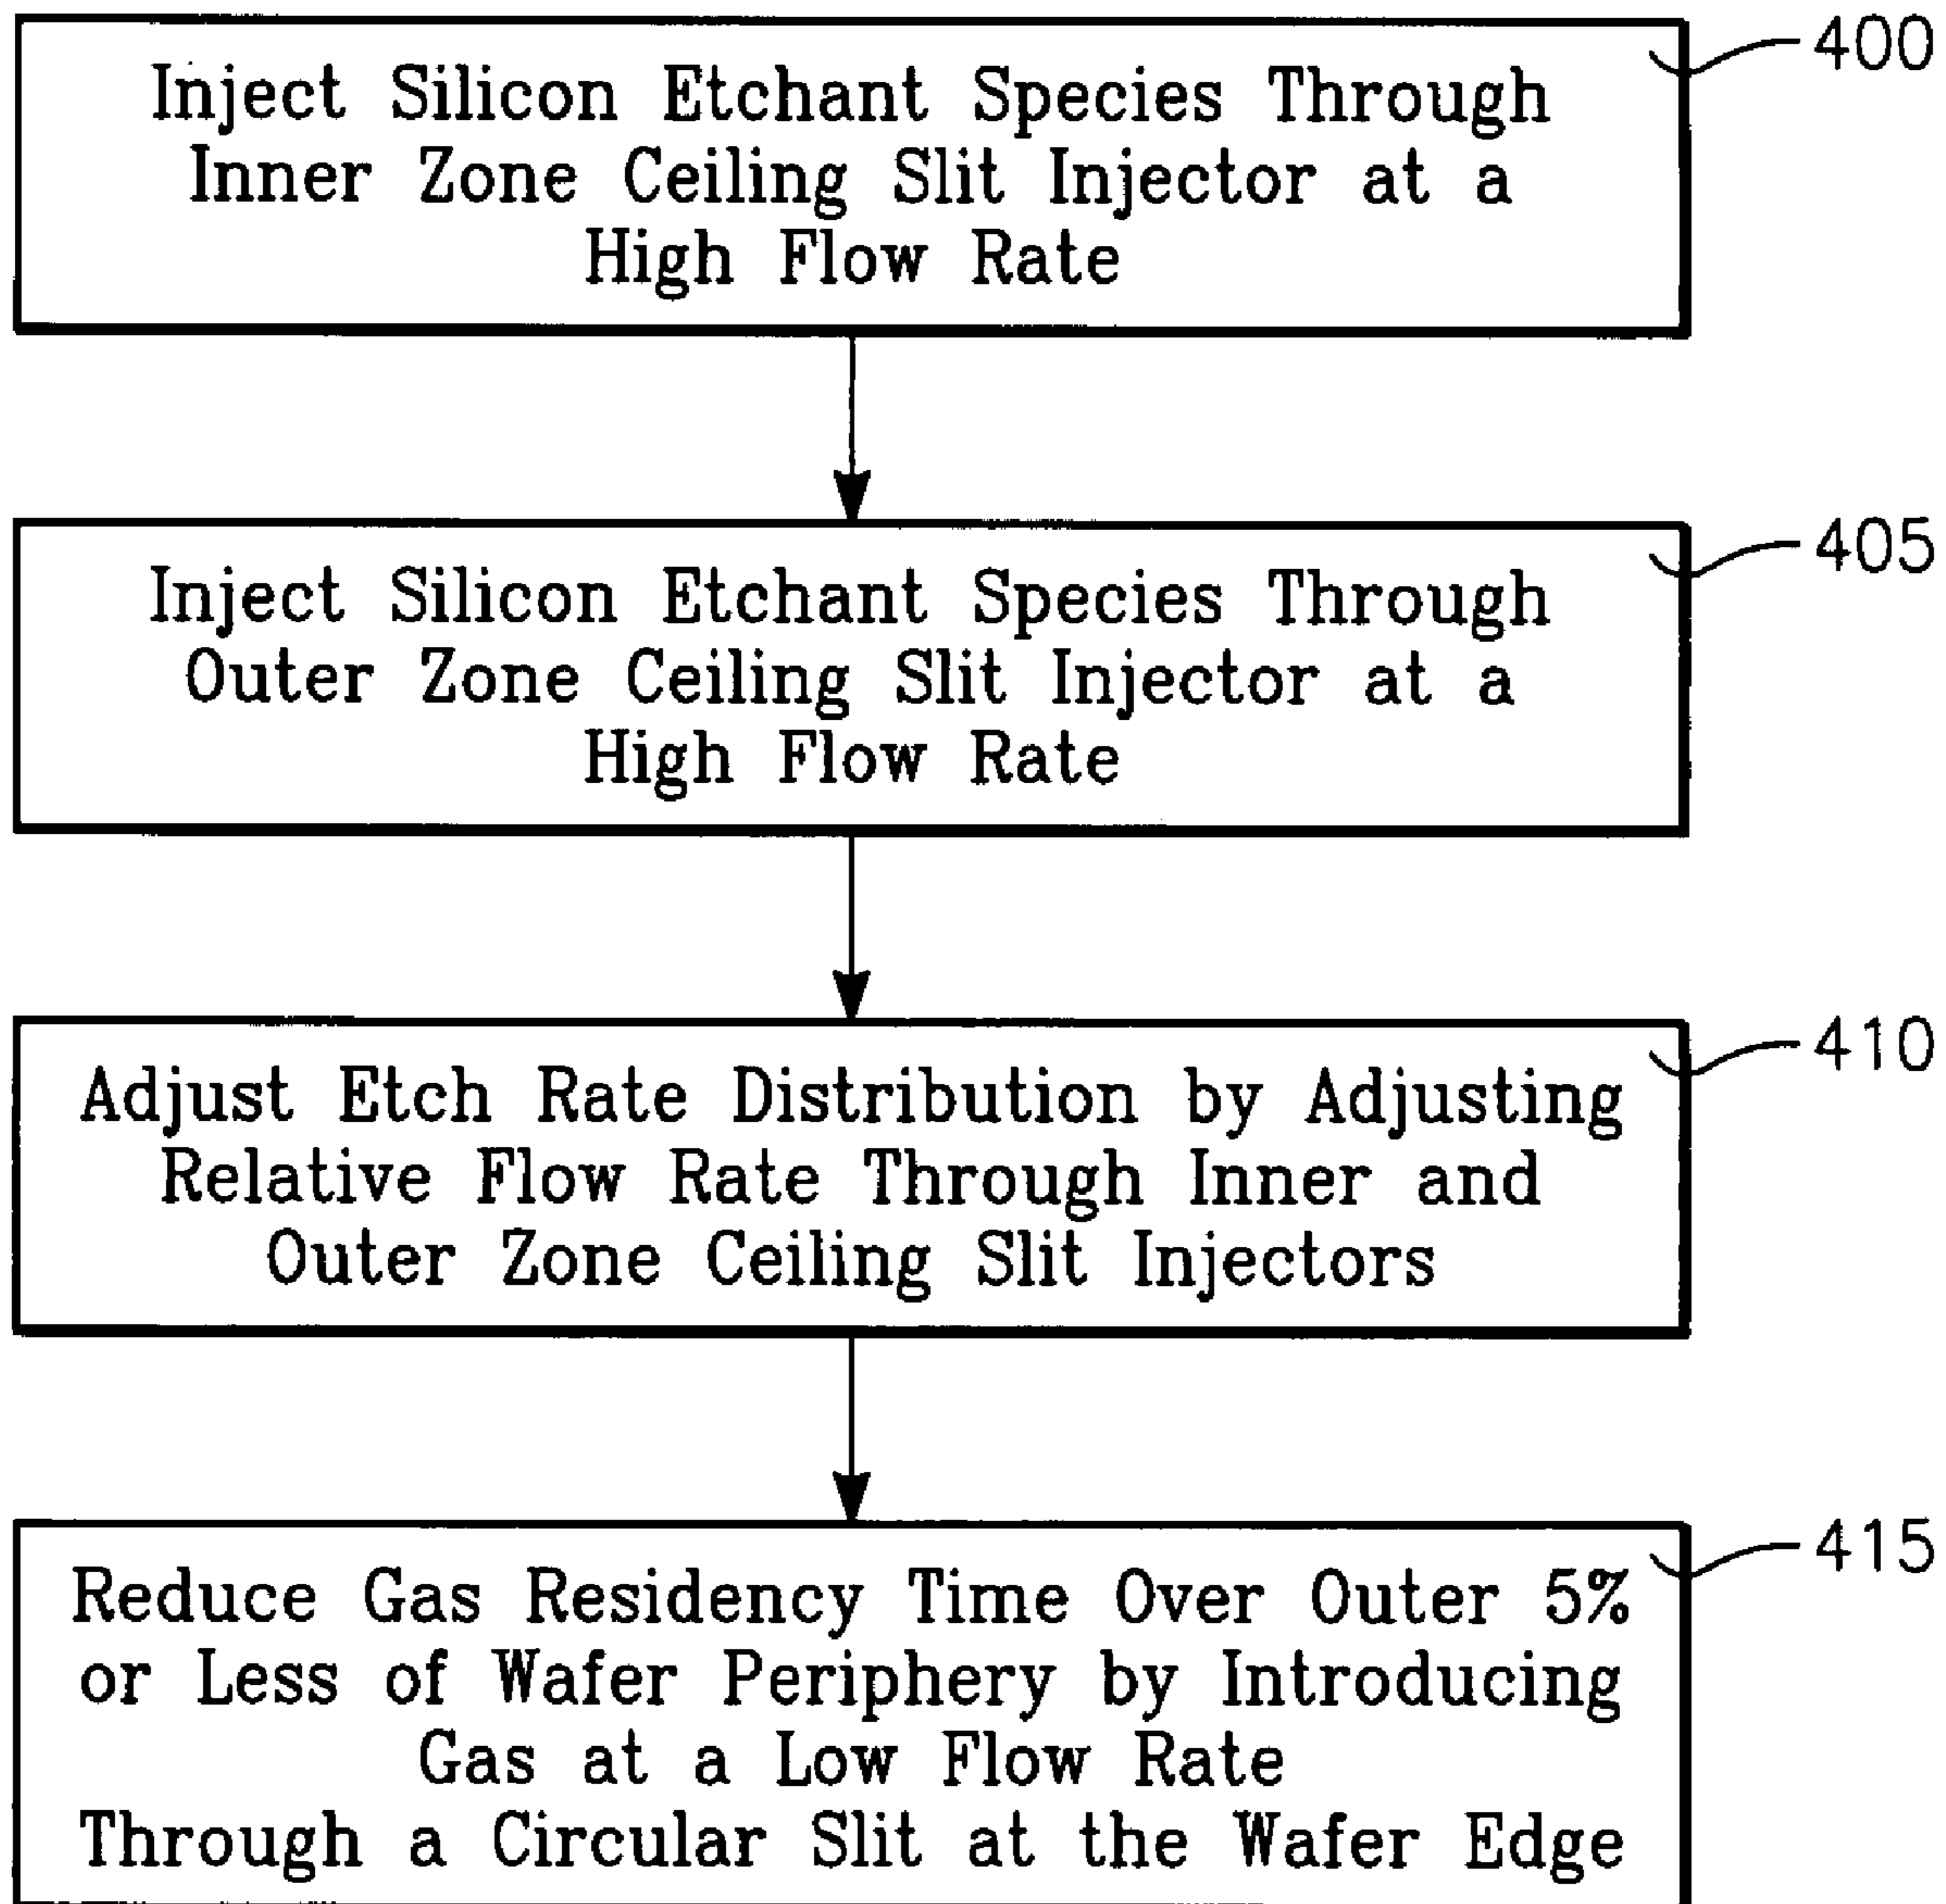 Inject Silicon Etchant Species Through
Inner Zone Ceiling Slit Injector at a
High Flow Rate
400
Inject Silicon Etchant Species Through
Outer Zone Ceiling Slit Injector at a
High Flow Rate
405
Adjust Etch Rate Distribution by Adjusting
Relative Flow Rate Through Inner and
Outer Zone Ceiling Slit Injectors
410
Reduce Gas Residency Time Over Outer 5%
or Less of Wafer Periphery by Introducing
Gas at a Low Flow Rate
Through a Circular Slit at the Wafer Edge
415